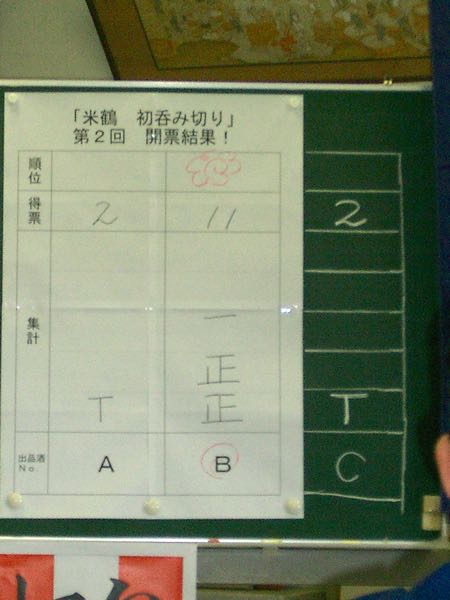 「米鶴　初呑み切り」
第2回　開票結果！
順位
得票 2 11 2
集計
一
正
T 正 T
出品酒 No. A B C